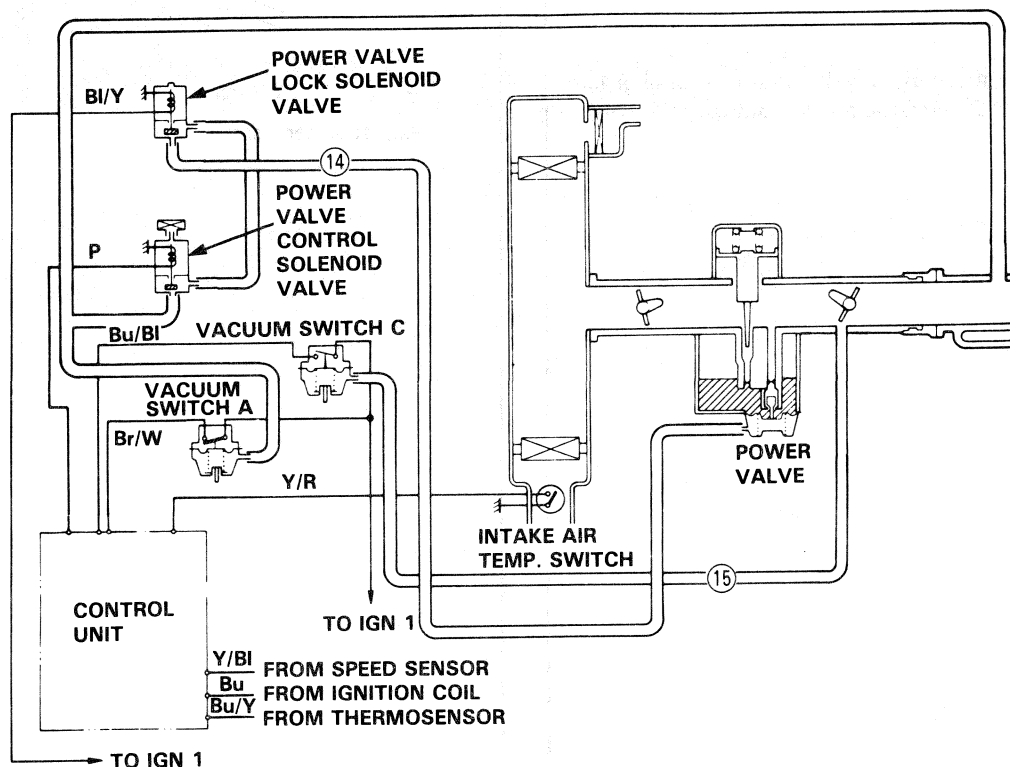 POWER VALVE
LOCK SOLENOID
VALVE
Bl/Y
14
POWER
VALVE
CONTROL
SOLENOID
VALVE
P
Bu/Bl
VACUUM SWITCH C
VACUUM
SWITCH A
Br/W
Y/R
POWER
VALVE
INTAKE AIR
TEMP. SWITCH
15
CONTROL
UNIT
TO IGN 1
Y/Bl
FROM SPEED SENSOR
Bu
FROM IGNITION COIL
Bu/Y
FROM THERMOSENSOR
TO IGN 1